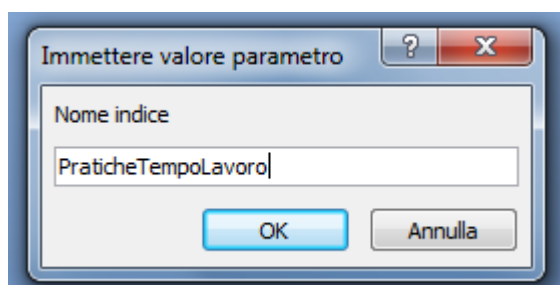 Immettere valore parametro
Nome indice
PraticheTempoLavoro
OK Annulla